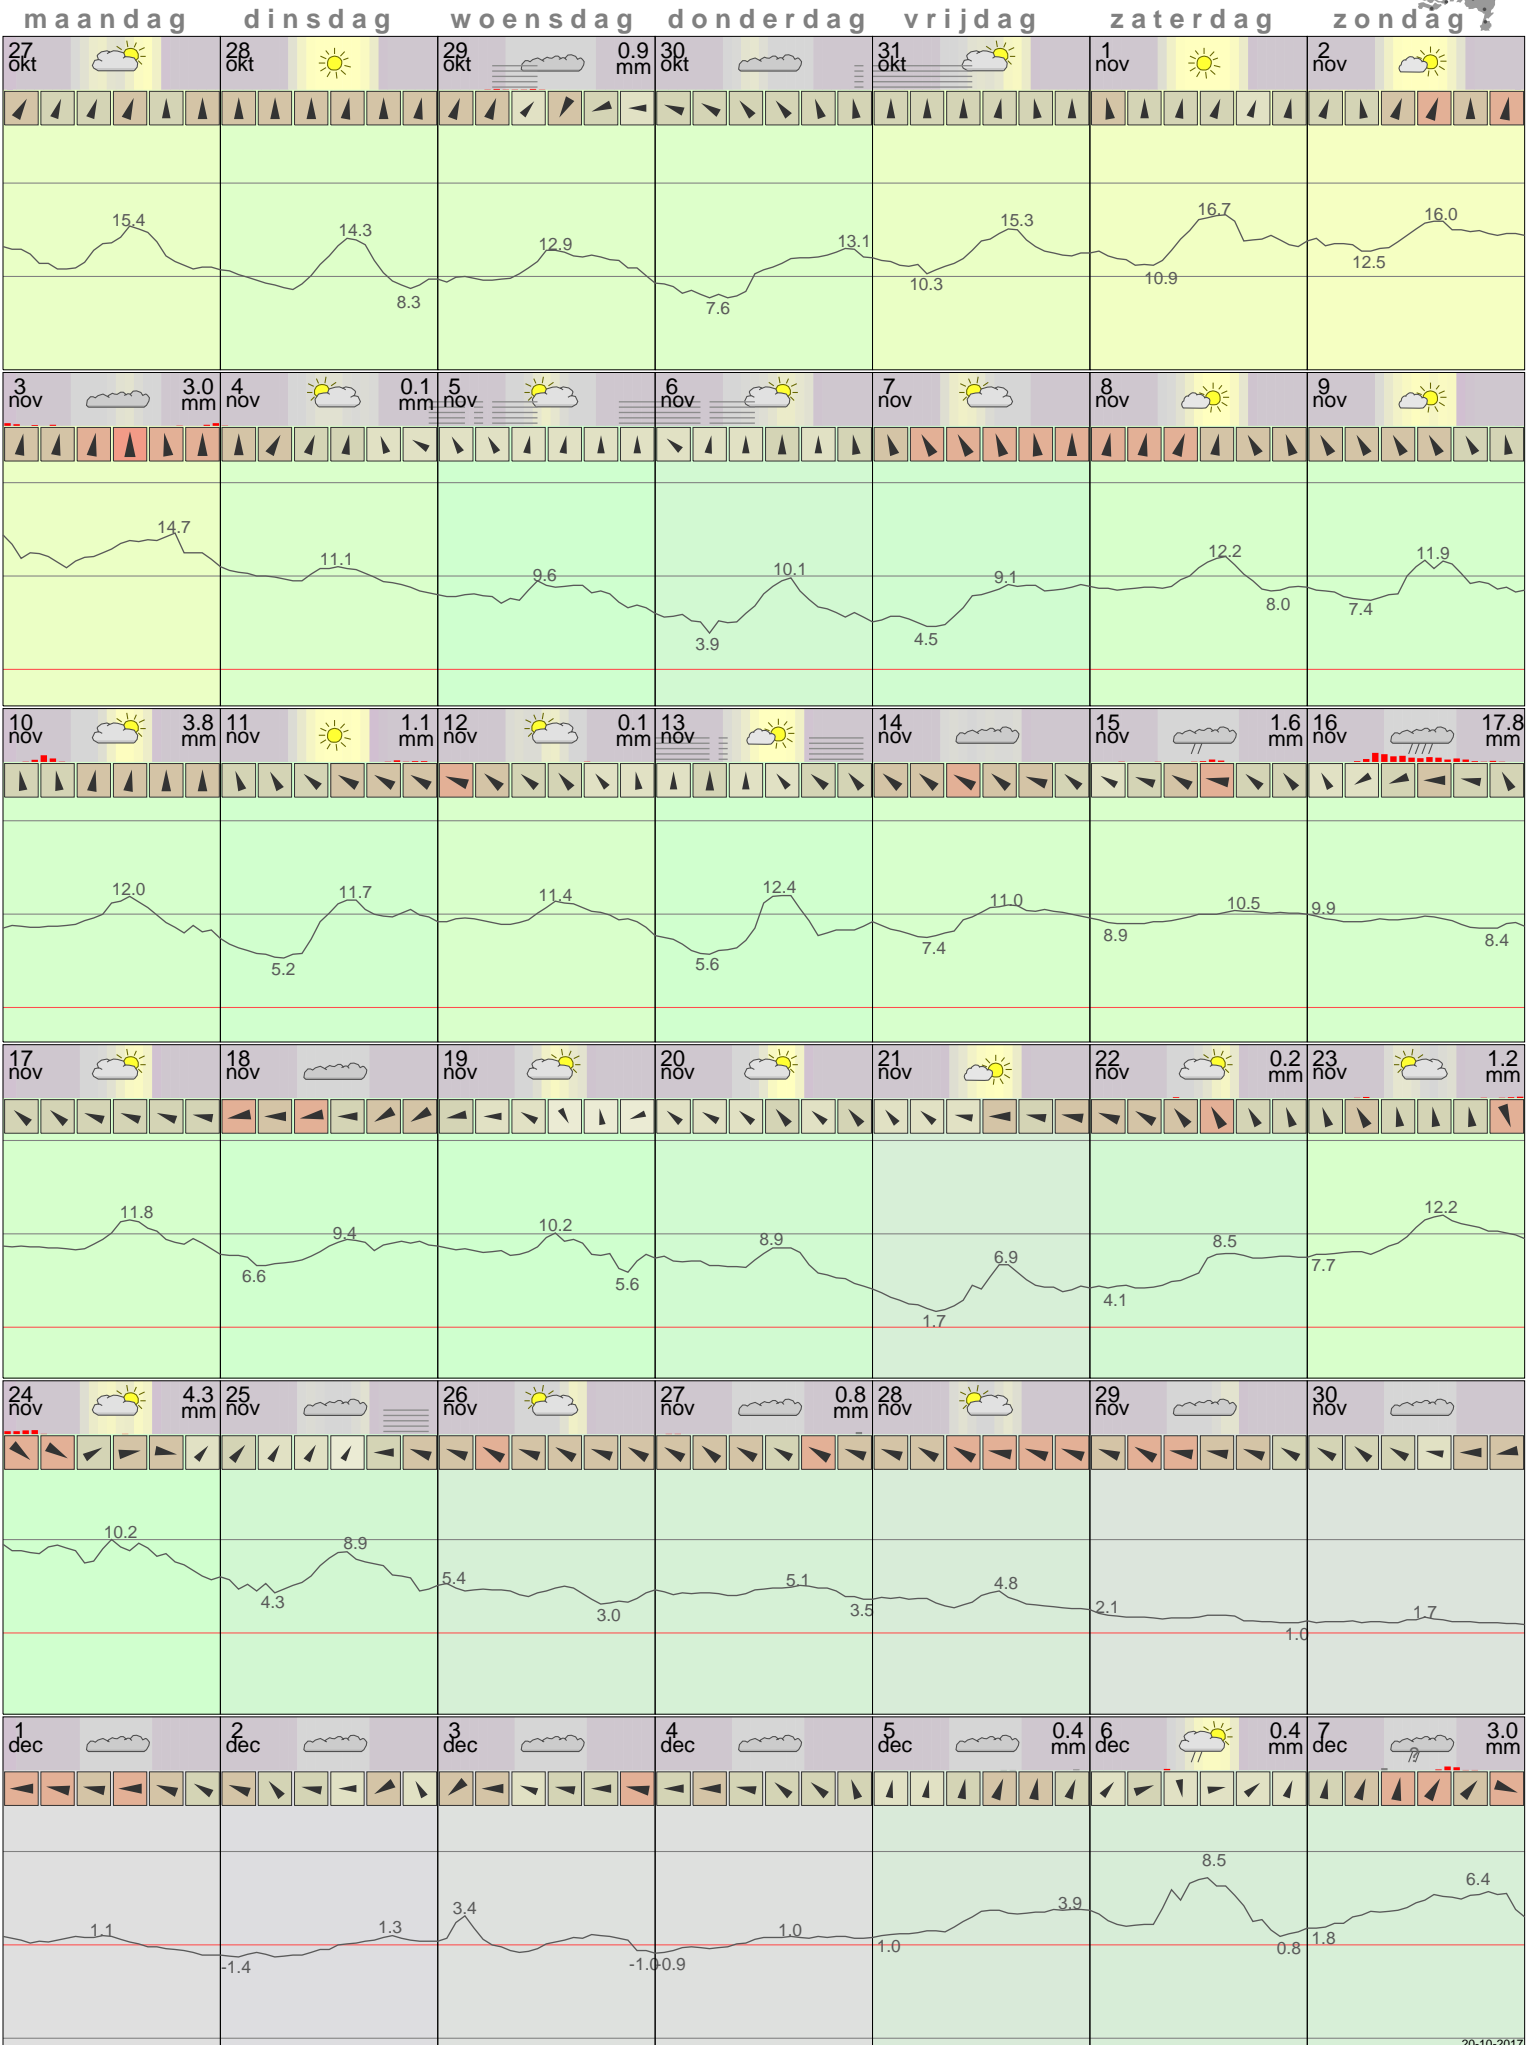 maandag dinsdag woensdag donderdag vrijdag zaterdag zondag
27 28 29 0.9 30 31 1 2
okt okt okt mm okt okt nov nov
15.4 14.3 8.3 12.9 7.6 13.1 10.3 15.3 10.9 16.7 12.5 16.0
3 3.0 4 0.1 5 6 7 8 9
nov mm nov mm nov nov nov nov nov
14.7 11.1 9.6 3.9 10.1 4.5 9.1 12.2 8.0 7.4 11.9
10 3.8 11 1.1 12 0.1 13 14 15 1.6 16 17.8
nov mm nov mm nov mm nov nov nov mm nov mm
12.0 5.2 11.7 11.4 5.6 12.4 7.4 11.0 8.9 10.5 9.9 8.4
17 18 19 20 21 22 0.2 23 1.2
nov nov nov nov nov nov mm nov mm
11.8 6.6 9.4 10.2 5.6 8.9 1.7 6.9 4.1 8.5 7.7 12.2
24 4.3 25 26 27 0.8 28 29 30
nov mm nov nov nov mm nov nov nov
10.2 4.3 8.9 5.4 3.0 5.1 3.5 4.8 2.1 1.0 1.7
1 2 3 4 5 0.4 6 0.4 7 3.0
dec dec dec dec dec mm dec mm dec mm
1.1 -1.4 1.3 3.4 -1.0 -0.9 1.0 1.0 3.9 8.5 0.8 1.8 6.4
20-10-2017